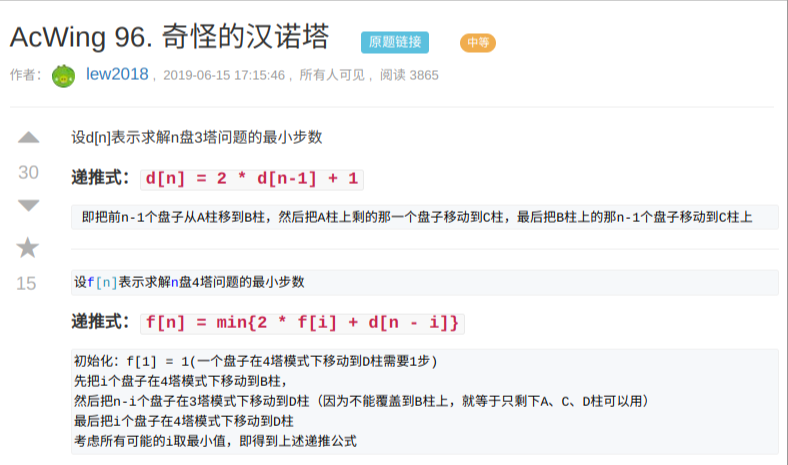 AcWing 96. 奇怪的汉诺塔 原题链接 中等
作者： lew2018 , 2019-06-15 17:15:46 , 所有人可见 , 阅读 3865
设d[n]表示求解n盘3塔问题的最小步数
30
递推式： d[n] = 2 * d[n-1] + 1
即把前n-1个盘子从A柱移到B柱，然后把A柱上剩的那一个盘子移动到C柱，最后把B柱上的那n-1个盘子移动到C柱上
15
设f[n]表示求解n盘4塔问题的最小步数
递推式： f[n] = min{2 * f[i] + d[n - i]}
初始化：f[1] = 1(一个盘子在4塔模式下移动到D柱需要1步)
先把i个盘子在4塔模式下移动到B柱，
然后把n-i个盘子在3塔模式下移动到D柱（因为不能覆盖到B柱上，就等于只剩下A、C、D柱可以用）
最后把i个盘子在4塔模式下移动到D柱
考虑所有可能的i取最小值，即得到上述递推公式